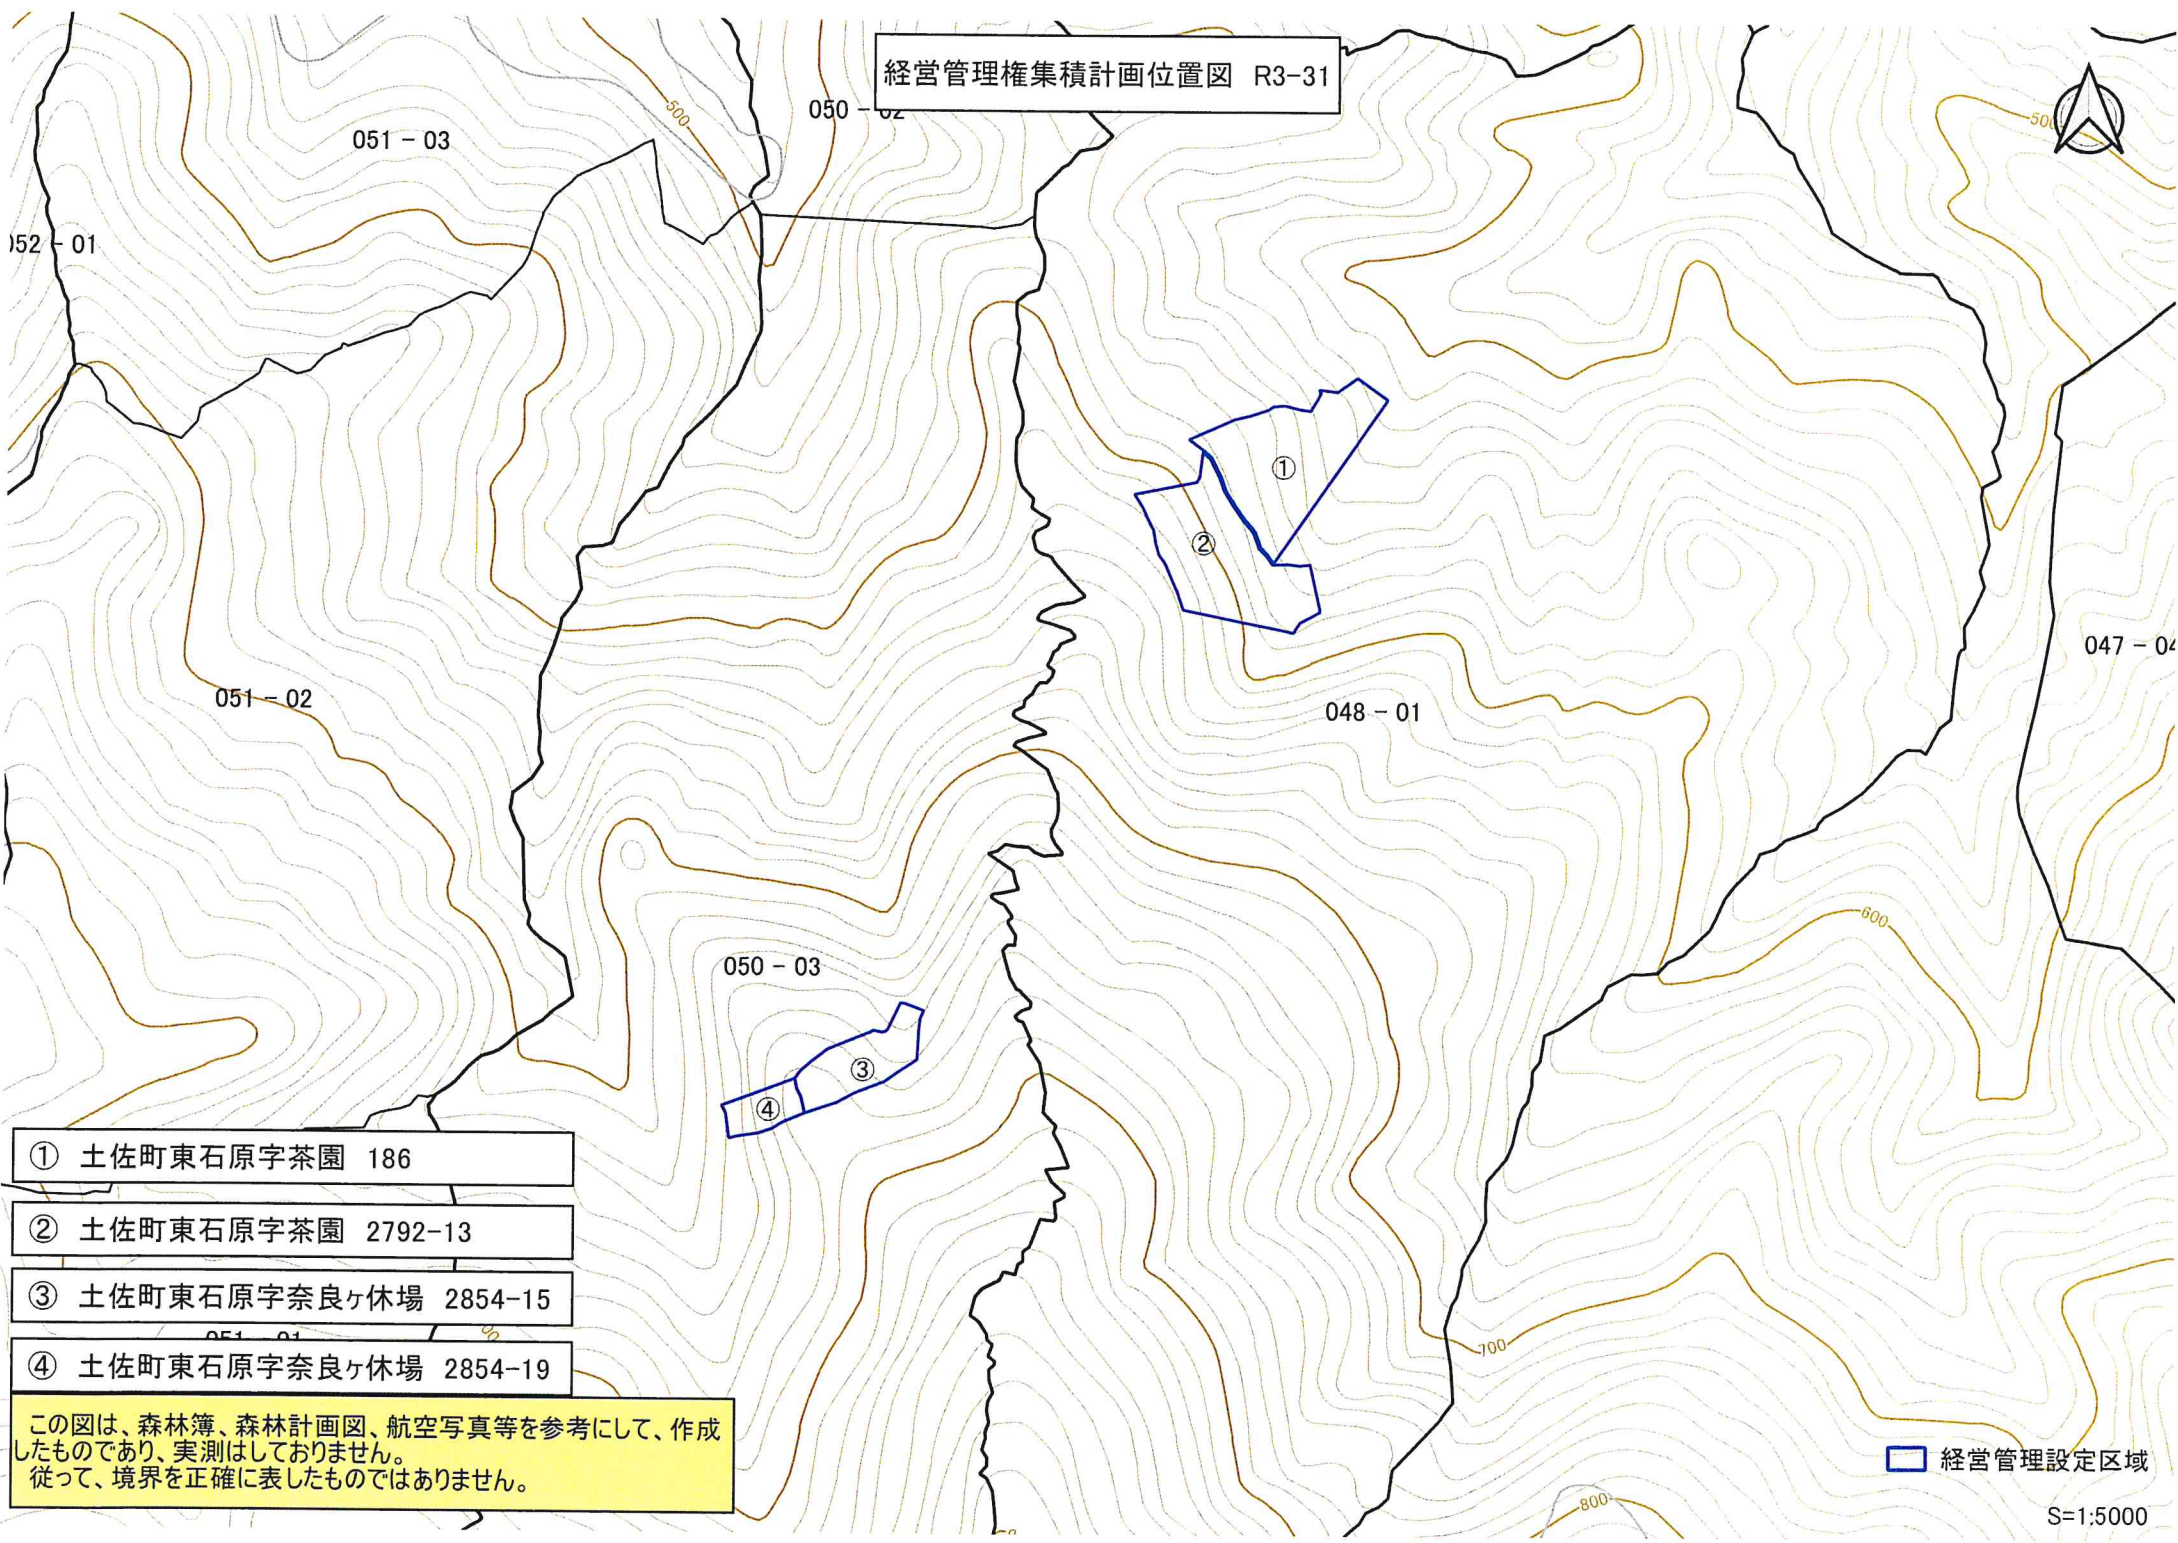 経営管理権集積計画位置図 R3-31
500
050 - 02
051 - 03
500
052 - 01
①
②
047 - 04
051 - 02
048 - 01
600
050 - 03
③
④
① 土佐町東石原字茶園 186
② 土佐町東石原字茶園 2792-13
③ 土佐町東石原字奈良ヶ休場 2854-15
051 - 01
700
④ 土佐町東石原字奈良ヶ休場 2854-19
この図は、森林簿、森林計画図、航空写真等を参考にして、作成
したものであり、実測はしておりません。
従って、境界を正確に表したものではありません。
経営管理設定区域
800
S=1:5000